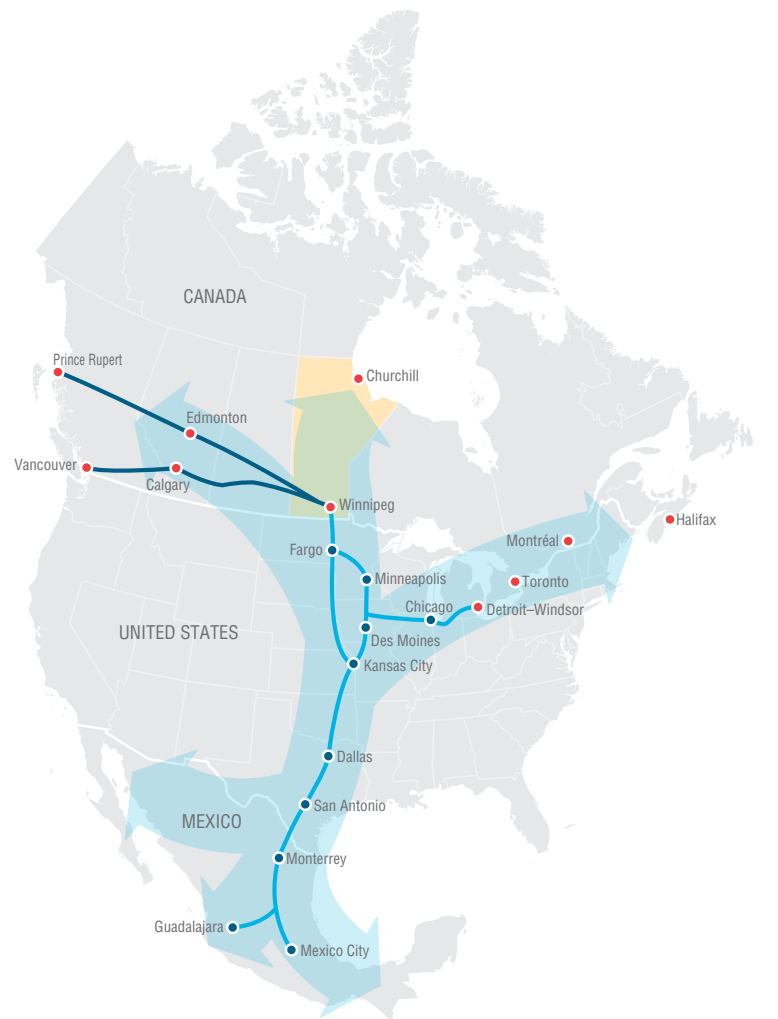 CANADA
Prince Rupert
Churchill
Edmonton
Vancouver
Calgary
Winnipeg
Halifax
Montréal
Fargo
Minneapolis
Toronto
Chicago
Detroit–Windsor
UNITED STATES
Des Moines
Kansas City
Dallas
San Antonio
MEXICO
Monterrey
Guadalajara
Mexico City